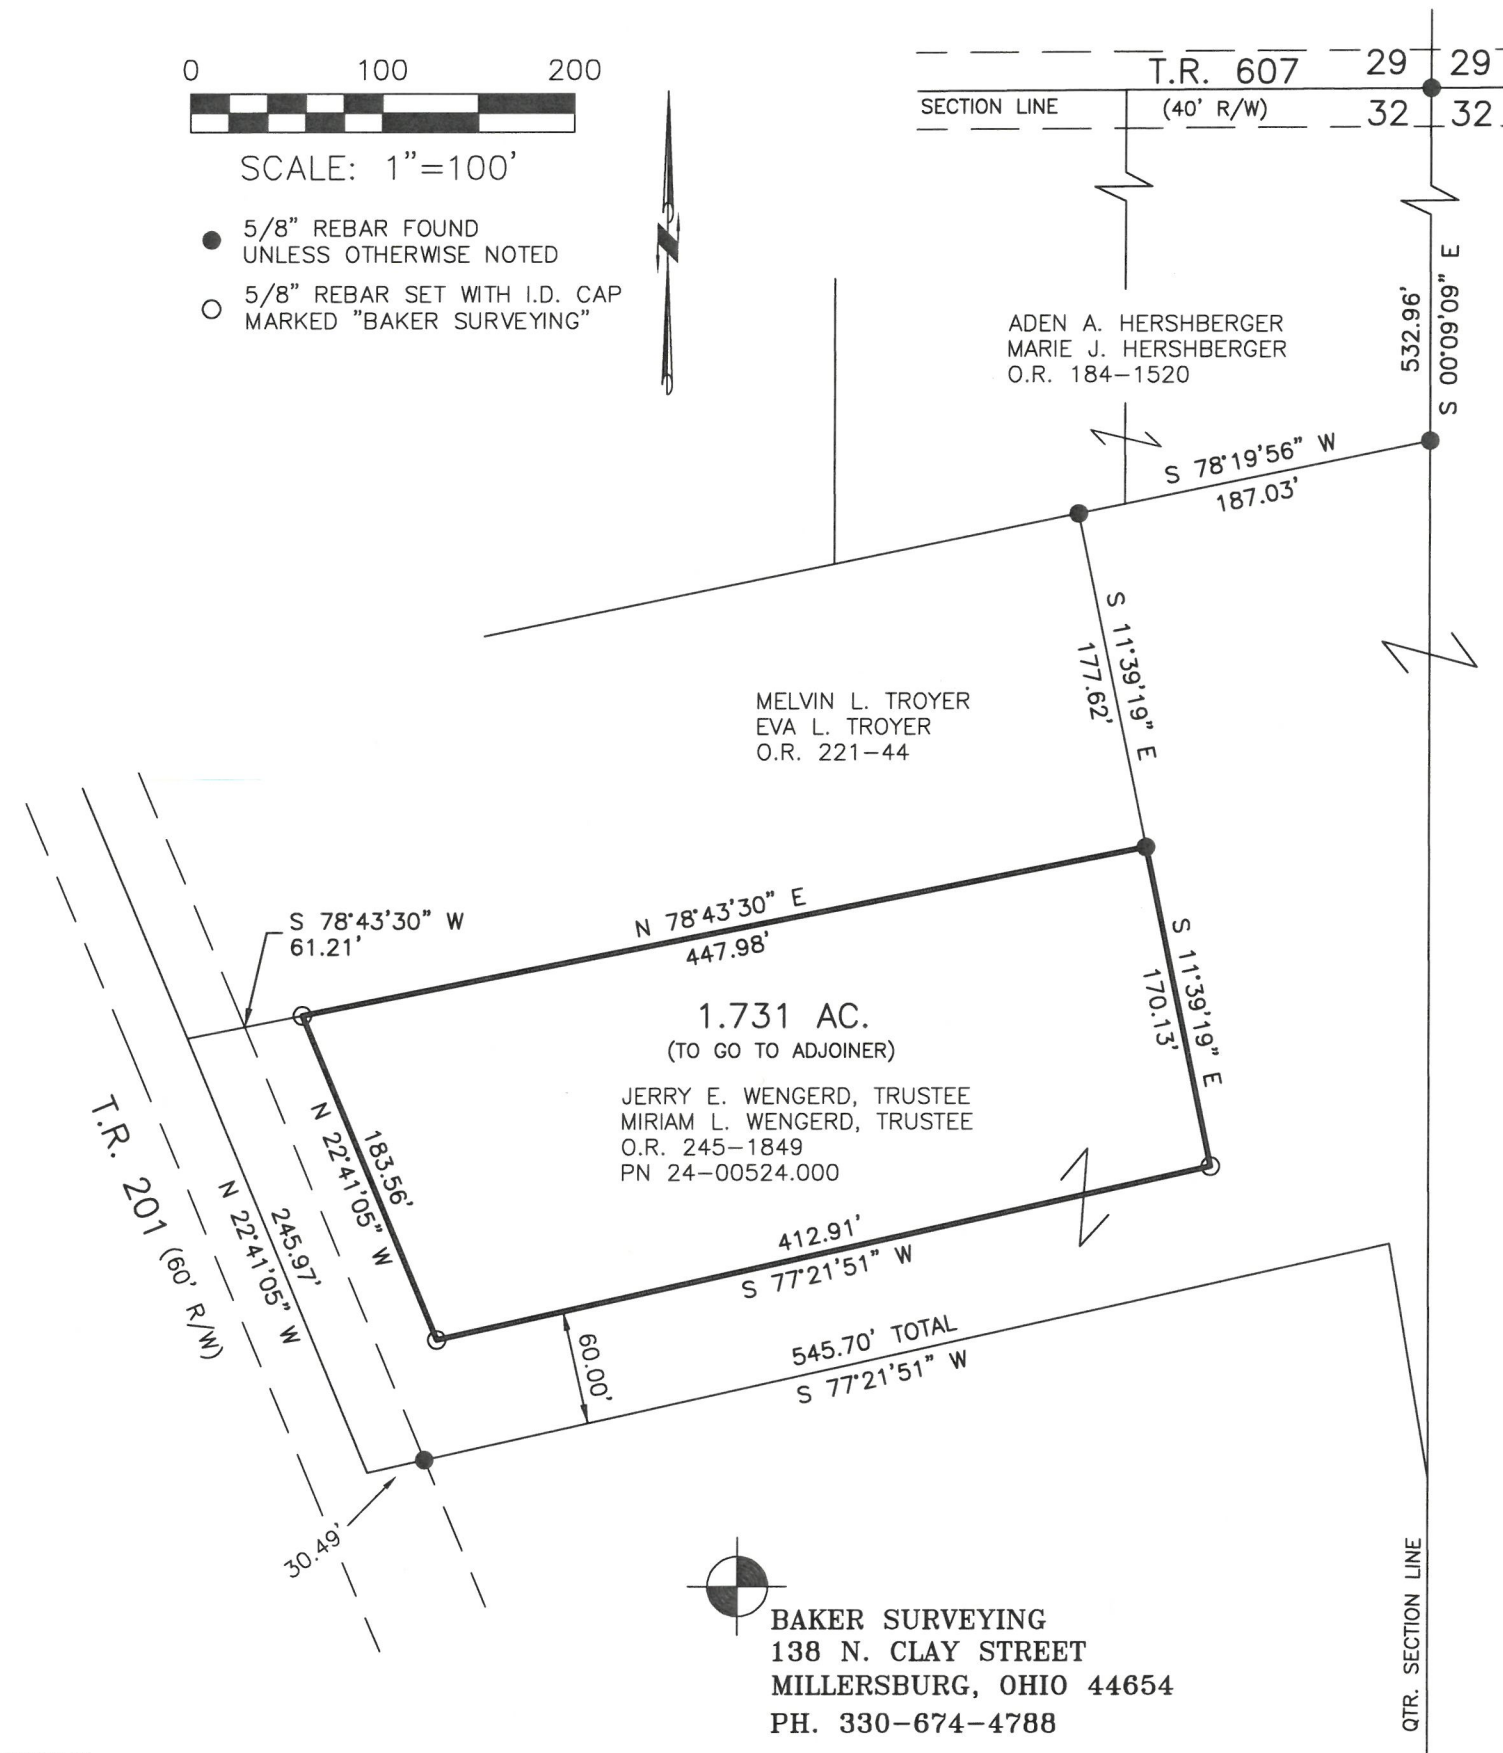 0 100 200
SCALE: 1"=100'
5/8" REBAR FOUND
UNLESS OTHERWISE NOTED
5/8" REBAR SET WITH I.D. CAP
MARKED "BAKER SURVEYING"
T.R. 607
29 29
SECTION LINE
(40' R/W)
32 32
532.96'
S 00°09'09" E
ADEN A. HERSHBERGER
MARIE J. HERSHBERGER
O.R. 184-1520
S 78°19'56" W
187.03'
S 11°39'19" E
177.62'
MELVIN L. TROYER
EVA L. TROYER
O.R. 221-44
S 78°43'30" W
61.21'
N 78°43'30" E
447.98'
S 11°39'19" E
170.13'
1.731 AC.
(TO GO TO ADJOINER)
JERRY E. WENGERD, TRUSTEE
MIRIAM L. WENGERD, TRUSTEE
O.R. 245-1849
PN 24-00524.000
183.56'
N 22°41'05" W
T.R. 201 (60' R/W)
245.97'
N 22°41'05" W
412.91'
S 77°21'51" W
60.00'
545.70' TOTAL
S 77°21'51" W
30.49'
BAKER SURVEYING
138 N. CLAY STREET
MILLERSBURG, OHIO 44654
PH. 330-674-4788
QTR. SECTION LINE